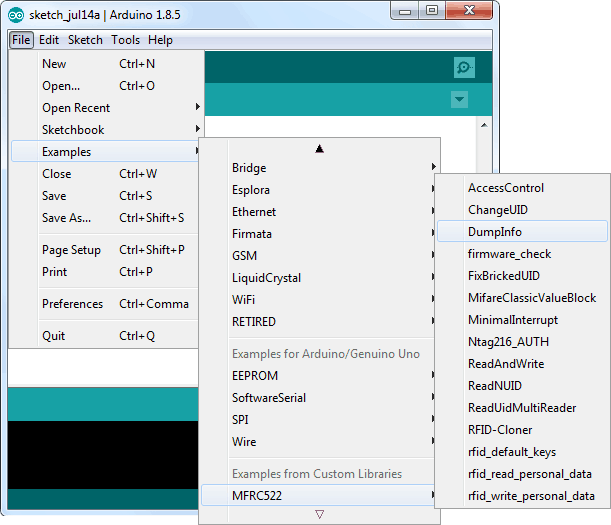 sketch_jul14a | Arduino 1.8.5
File Edit Sketch Tools Help
New Ctrl+N
Open... Ctrl+O
Open Recent
Sketchbook
Examples
Close Ctrl+W
Save Ctrl+S
Save As... Ctrl+Shift+S
Page Setup Ctrl+Shift+P
Print Ctrl+P
Preferences Ctrl+Comma
Quit Ctrl+Q
Bridge
Esplora
Ethernet
Firmata
GSM
LiquidCrystal
WiFi
RETIRED
Examples for Arduino/Genuino Uno
EEPROM
SoftwareSerial
SPI
Wire
Examples from Custom Libraries
MFRC522
AccessControl
ChangeUID
DumpInfo
firmware_check
FixBrickedUID
MifareClassicValueBlock
MinimalInterrupt
Ntag216_AUTH
ReadAndWrite
ReadNUID
ReadUidMultiReader
RFID-Cloner
rfid_default_keys
rfid_read_personal_data
rfid_write_personal_data